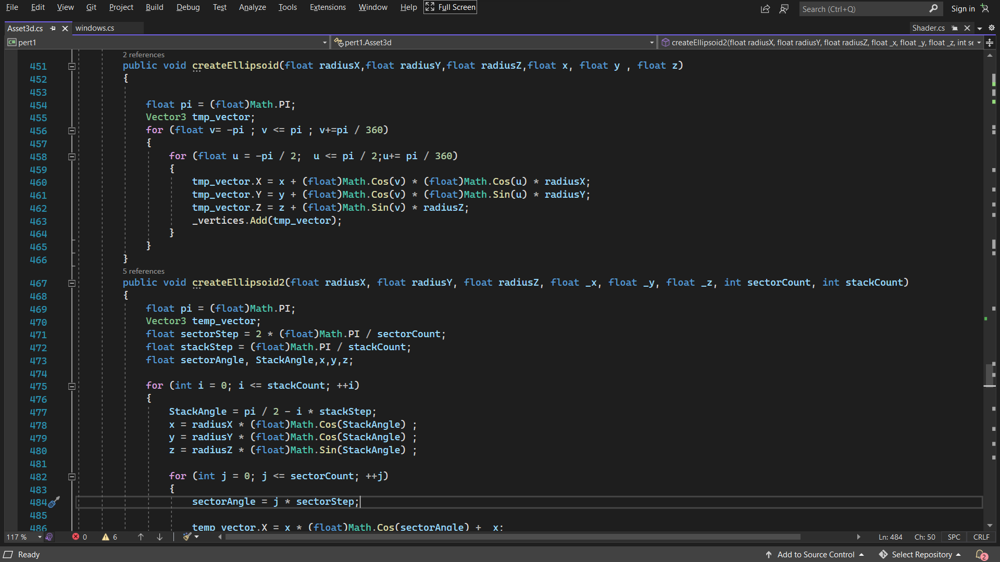 File Edit View Git Project Build Debug Test Analyze Tools Extensions Window Help Full Screen Search (Ctrl+Q) Sign in
Asset3d.cs windows.cs Shader.cs
pert1 pert1.Asset3d createEllipsoid2(float radiusX, float radiusY, float radiusZ, float _x, float _y, float _z, int se
2 references
451 public void createEllipsoid(float radiusX,float radiusY,float radiusZ,float x, float y , float z)
452 {
453
454 float pi = (float)Math.PI;
455 Vector3 tmp_vector;
456 for (float v= -pi ; v <= pi ; v+=pi / 360)
457 {
458 for (float u = -pi / 2;  u <= pi / 2;u+= pi / 360)
459 {
460 tmp_vector.X = x + (float)Math.Cos(v) * (float)Math.Cos(u) * radiusX;
461 tmp_vector.Y = y + (float)Math.Cos(v) * (float)Math.Sin(u) * radiusY;
462 tmp_vector.Z = z + (float)Math.Sin(v) * radiusZ;
463 _vertices.Add(tmp_vector);
464 }
465 }
466 }
5 references
467 public void createEllipsoid2(float radiusX, float radiusY, float radiusZ, float _x, float _y, float _z, int sectorCount, int stackCount)
468 {
469 float pi = (float)Math.PI;
470 Vector3 temp_vector;
471 float sectorStep = 2 * (float)Math.PI / sectorCount;
472 float stackStep = (float)Math.PI / stackCount;
473 float sectorAngle, StackAngle,x,y,z;
474
475 for (int i = 0; i <= stackCount; ++i)
476 {
477 StackAngle = pi / 2 - i * stackStep;
478 x = radiusX * (float)Math.Cos(StackAngle) ;
479 y = radiusY * (float)Math.Cos(StackAngle) ;
480 z = radiusZ * (float)Math.Sin(StackAngle) ;
481
482 for (int j = 0; j <= sectorCount; ++j)
483 {
484 sectorAngle = j * sectorStep;
485
486 temp_vector.X = x * (float)Math.Cos(sectorAngle) + _x;
117 % 0 6 Ln: 484 Ch: 50 SPC CRLF
Ready Add to Source Control Select Repository 2